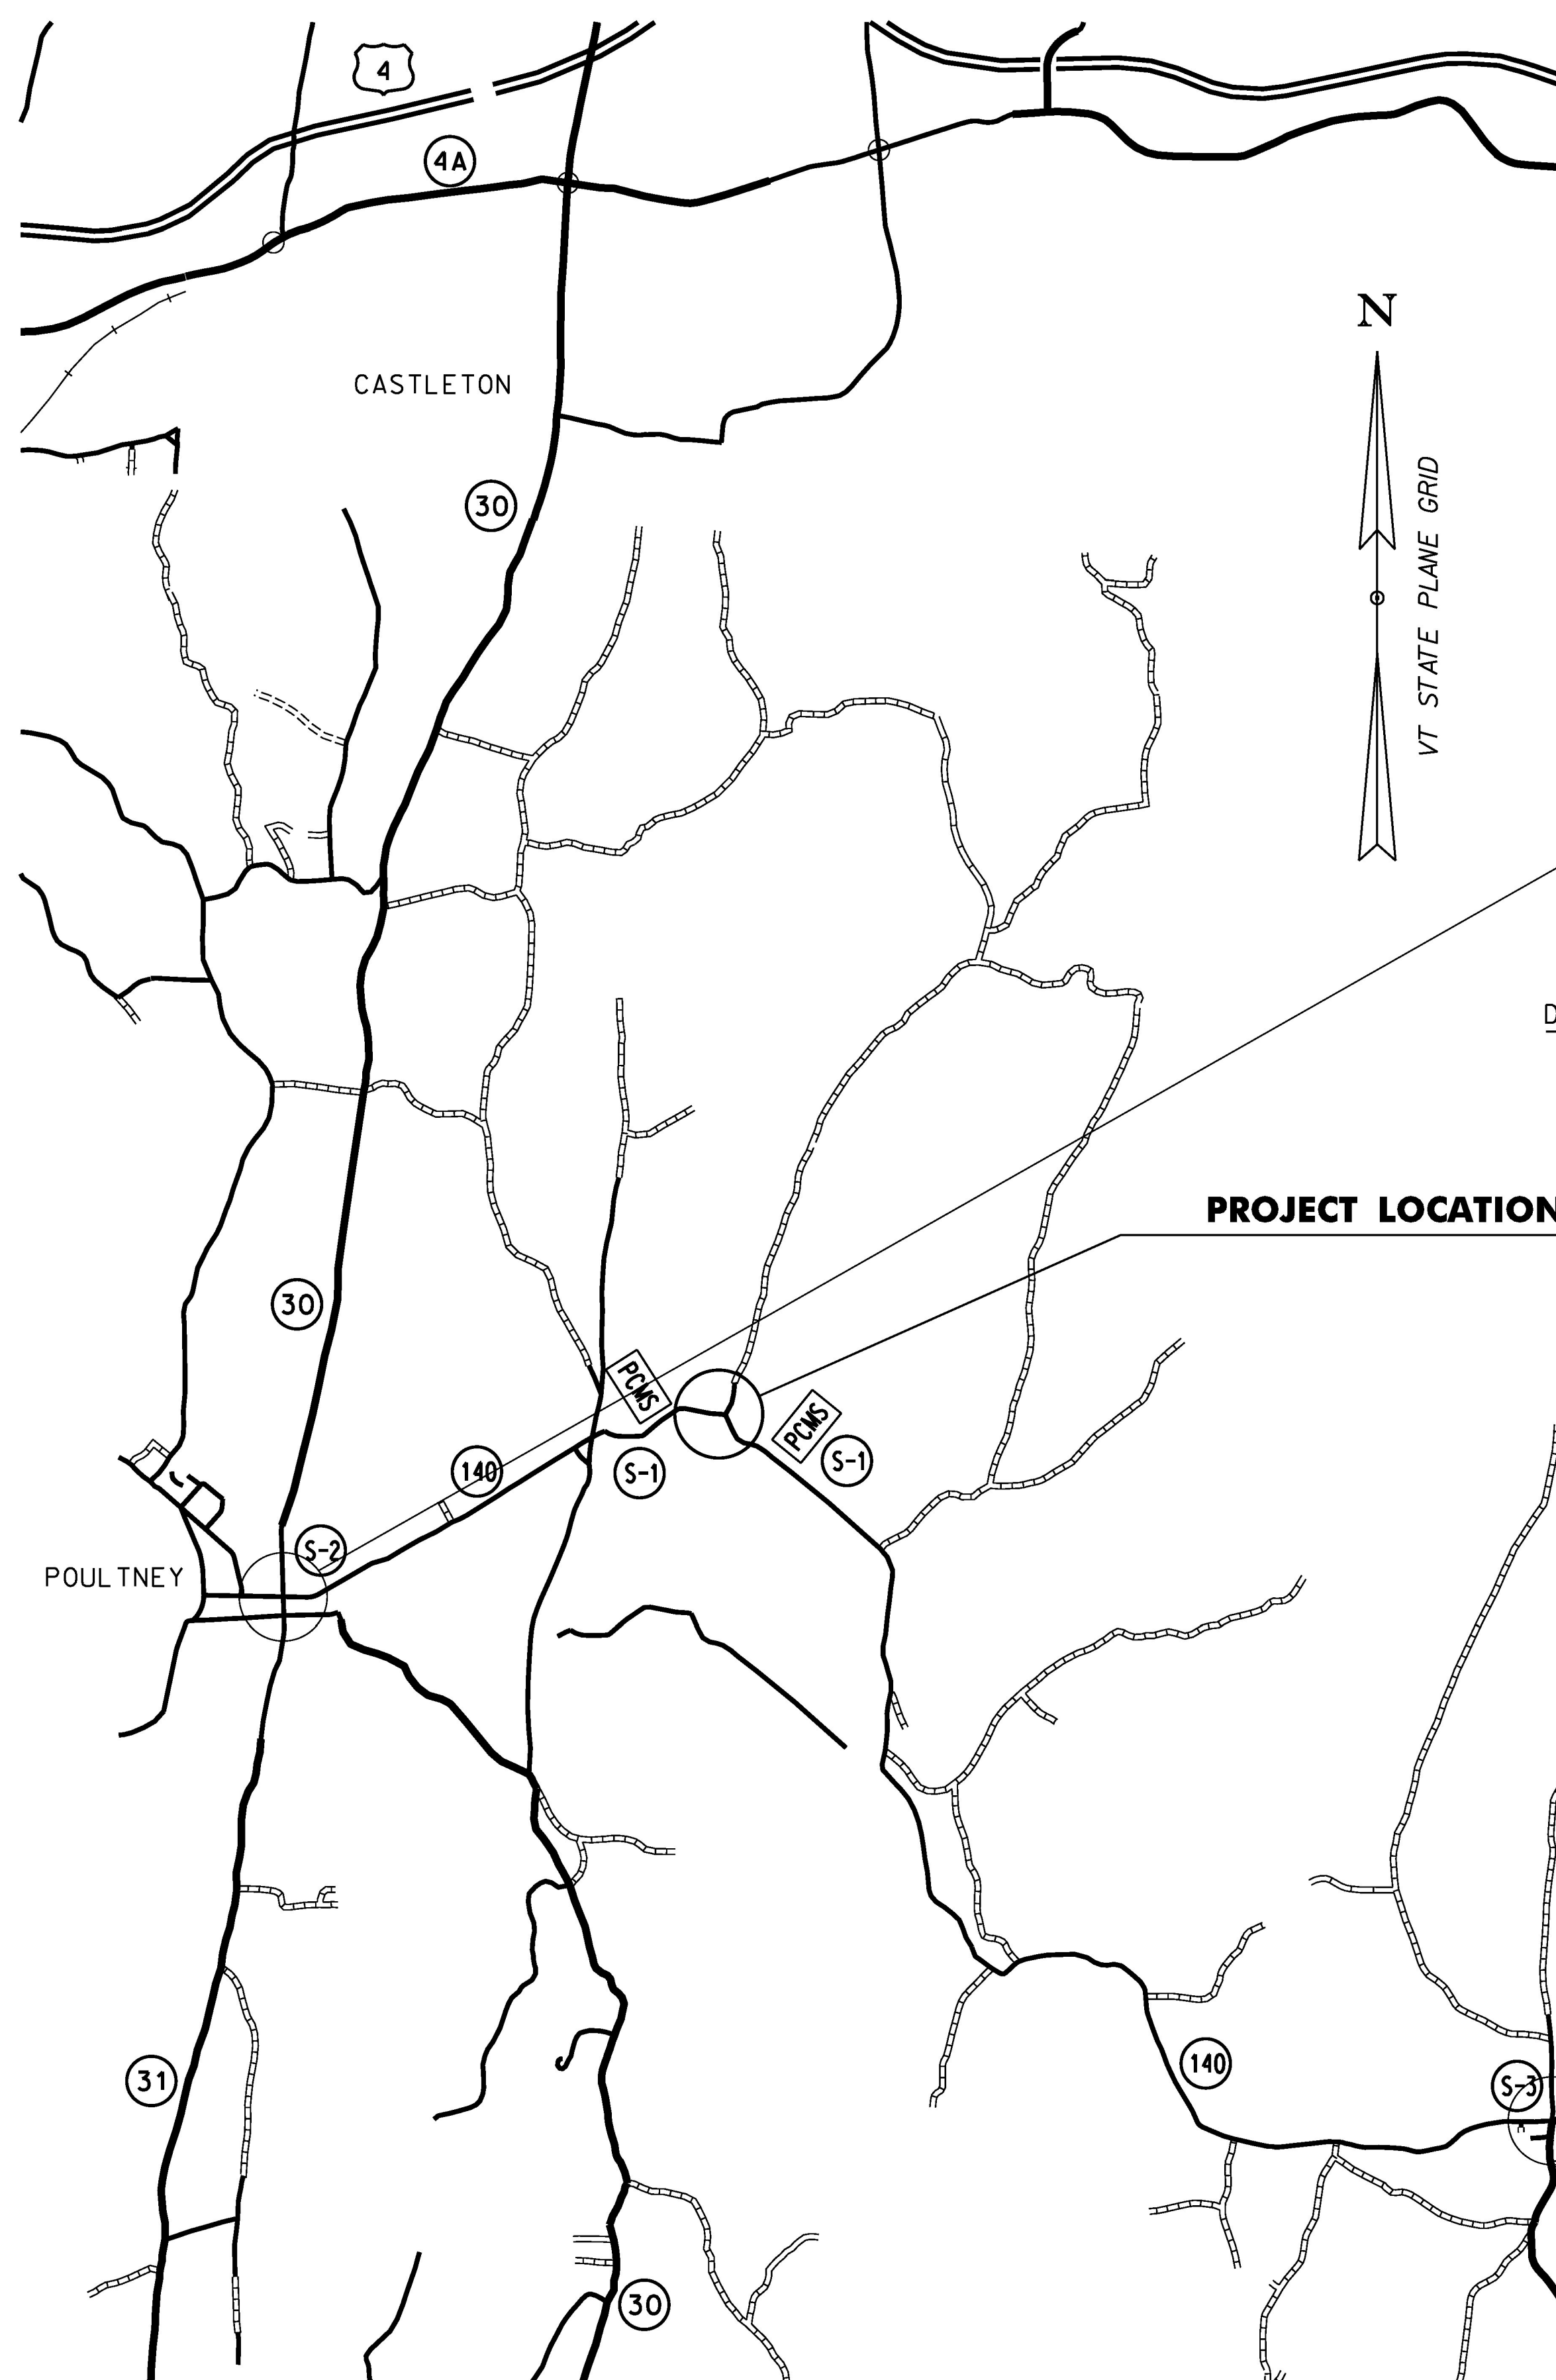 4
4A
N
CASTLETON
30
VT STATE PLANE GRID
D
PROJECT LOCATION
30
PCMS
PCMS
S-1
S-1
140
S-2
POULTNEY
31
140
S-3
30